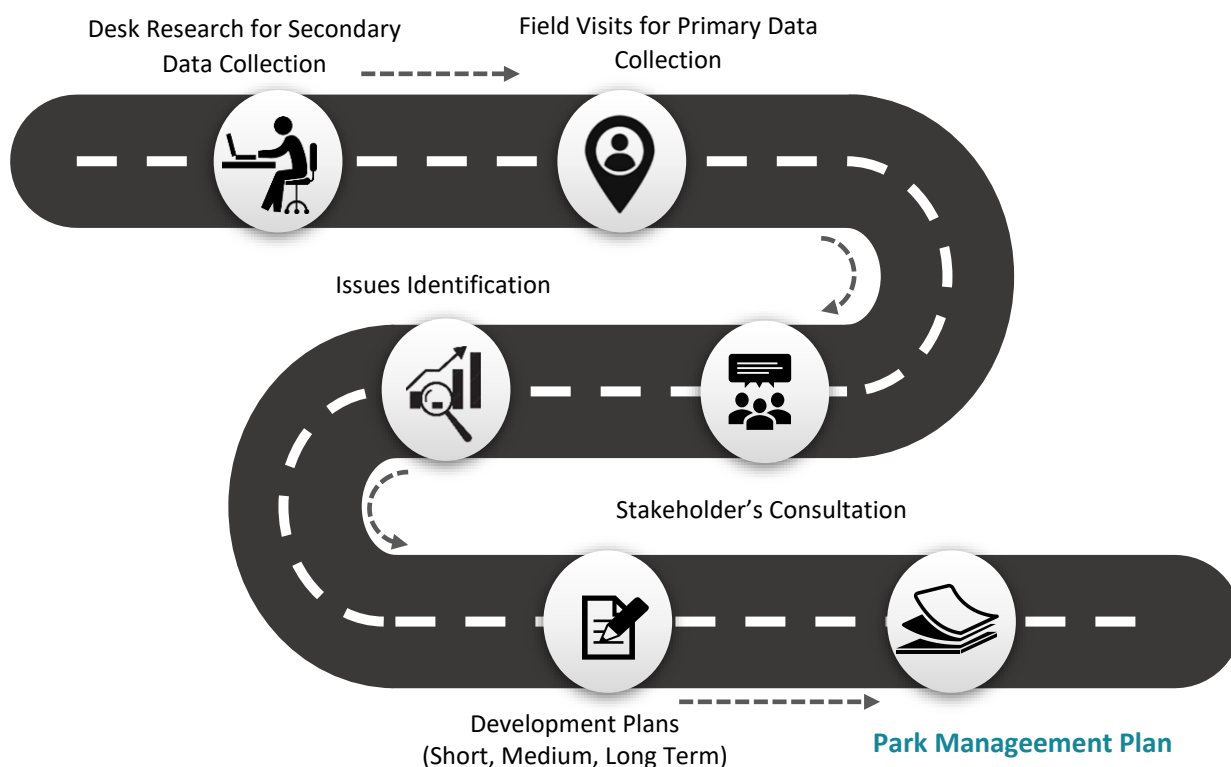 Desk Research for Secondary
Data Collection
Field Visits for Primary Data
Collection
Issues Identification
Stakeholder’s Consultation
Development Plans
(Short, Medium, Long Term)
Park Manageement Plan